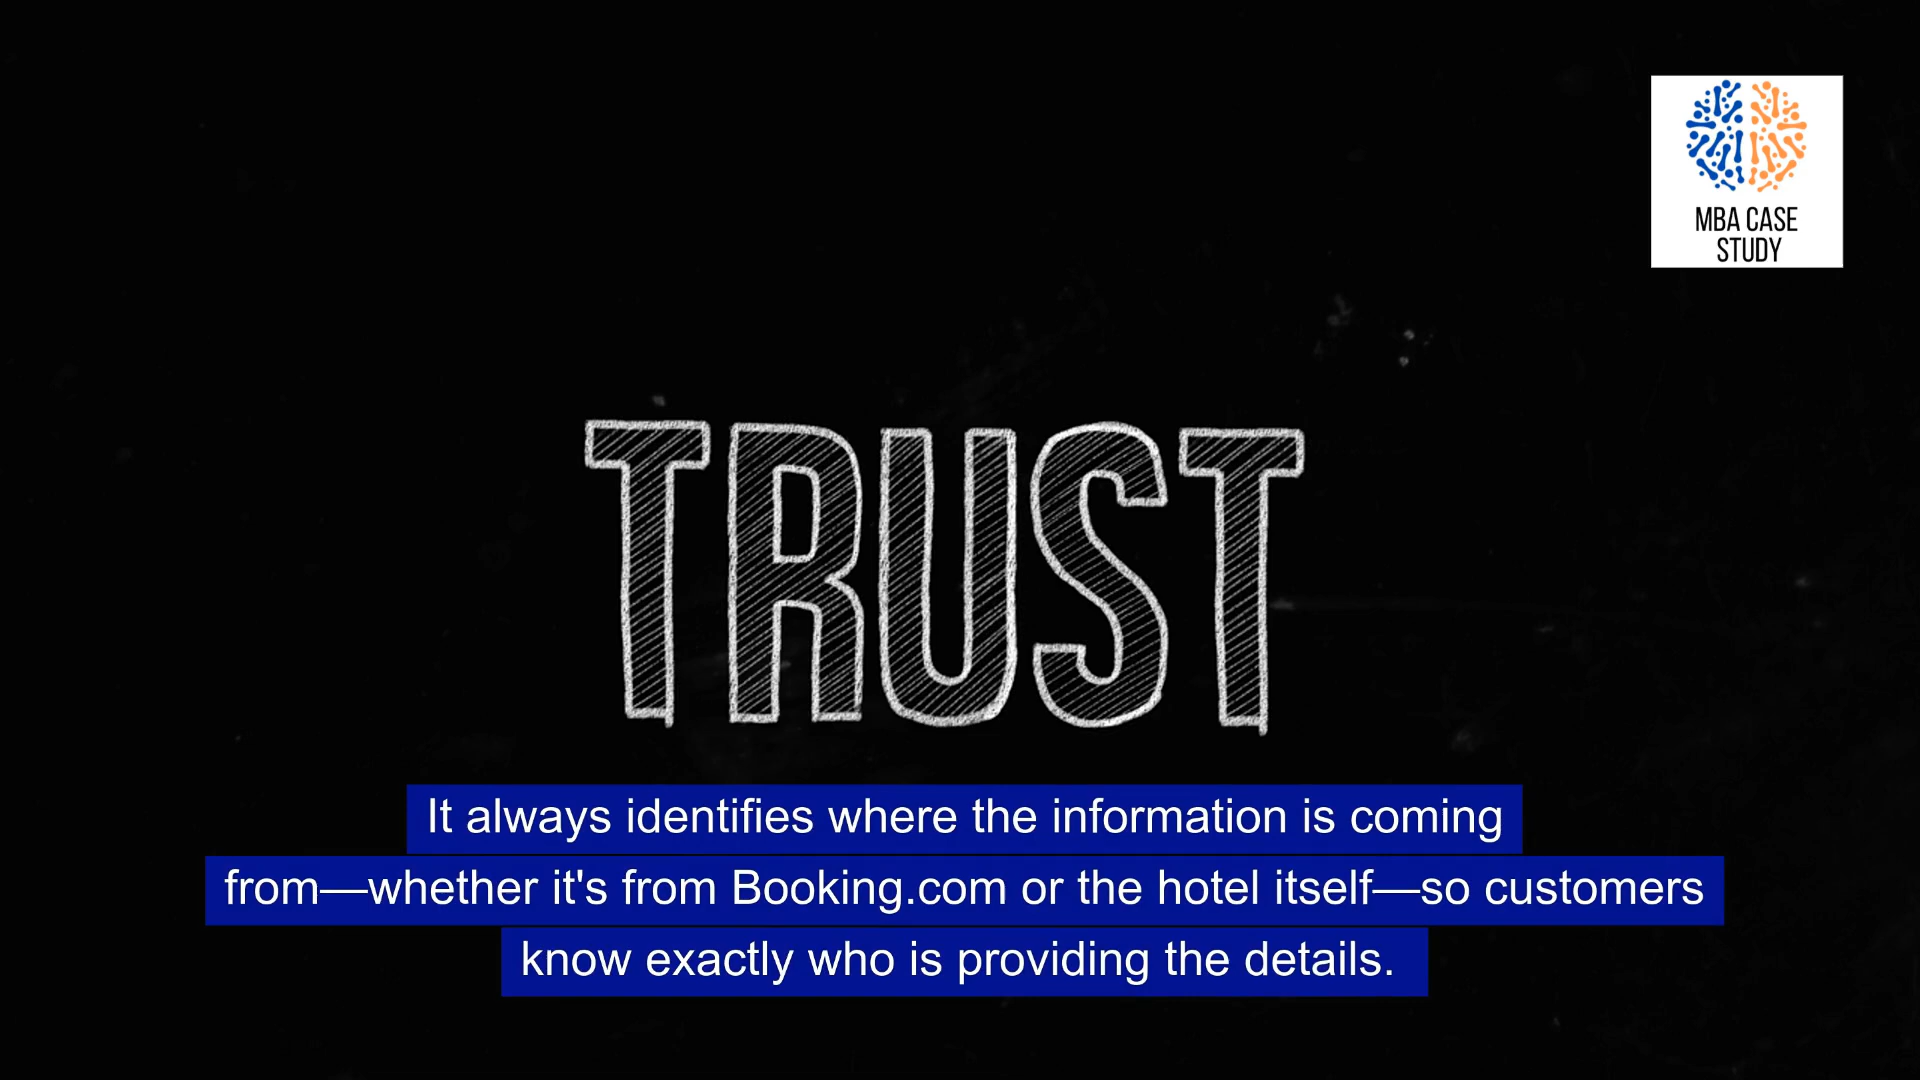 MBA CASE
STUDY
TRUST
It always identifies where the information is coming
from—whether it's from Booking.com or the hotel itself—so customers
know exactly who is providing the details.